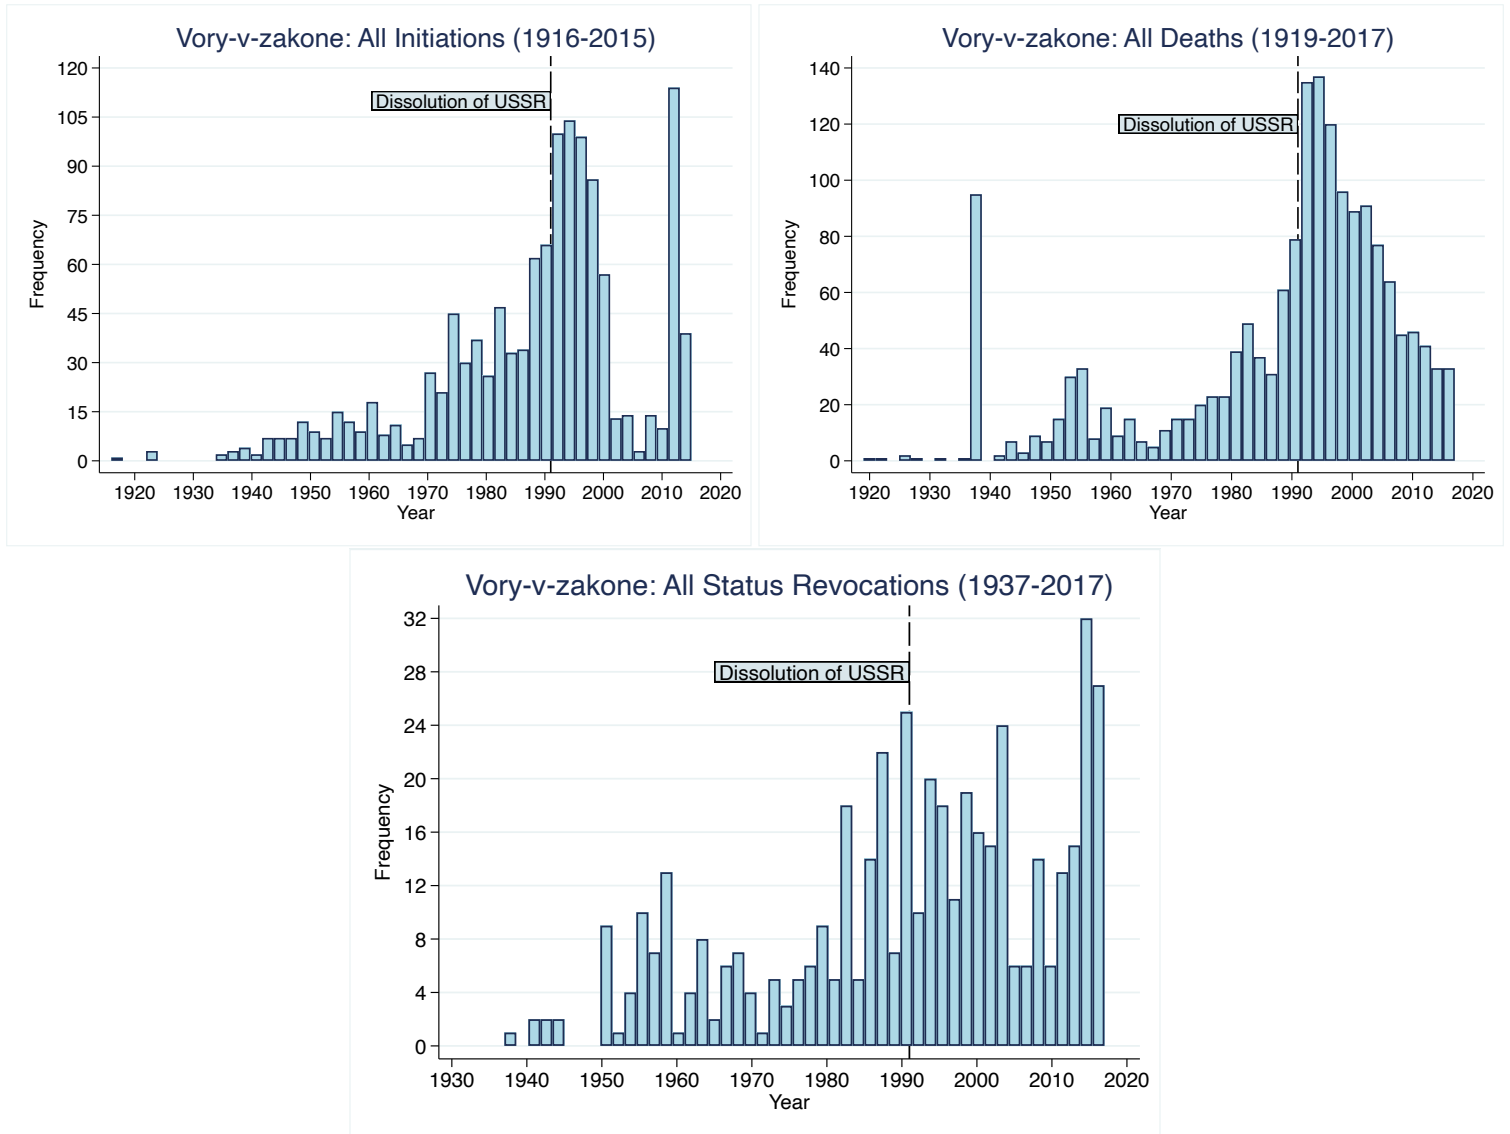 Vory-v-zakone: All Initiations (1916-2015)
120
105
90
75
60
45
30
15
0
Frequency
Dissolution of USSR
1920 1930 1940 1950 1960 1970 1980 1990 2000 2010 2020
Year
Vory-v-zakone: All Deaths (1919-2017)
140
120
100
80
60
40
20
0
Frequency
Dissolution of USSR
1920 1930 1940 1950 1960 1970 1980 1990 2000 2010 2020
Year
Vory-v-zakone: All Status Revocations (1937-2017)
32
28
24
20
16
12
8
4
0
Frequency
Dissolution of USSR
1930 1940 1950 1960 1970 1980 1990 2000 2010 2020
Year